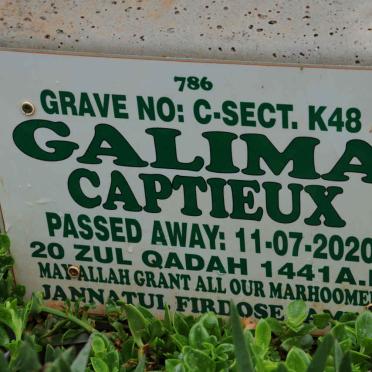 786
GRAVE NO: C-SECT. K48
GALIMA
CAPTIEUX
PASSED AWAY: 11-07-2020
20 ZUL QADAH 1441A.
MAY ALLAH GRANT ALL OUR MARHOOME
JANNATUL FIRDOSE